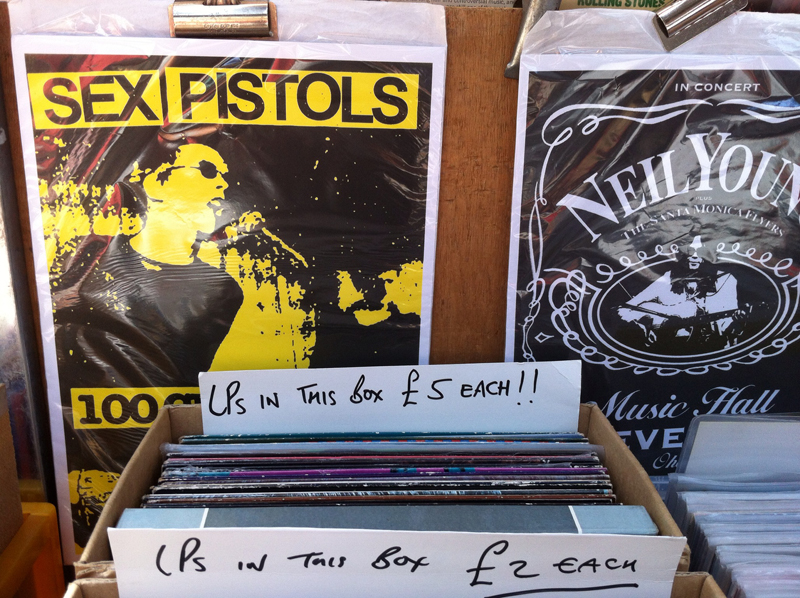 ROLLING STONES
SEX PISTOLS
100
IN CONCERT
NEIL YOUN
PLUS
THE SANTA MONICA FLYERS
Music Hall
LPs IN THIS BOX £5 EACH!!
LPs IN THIS BOX £2 EACH